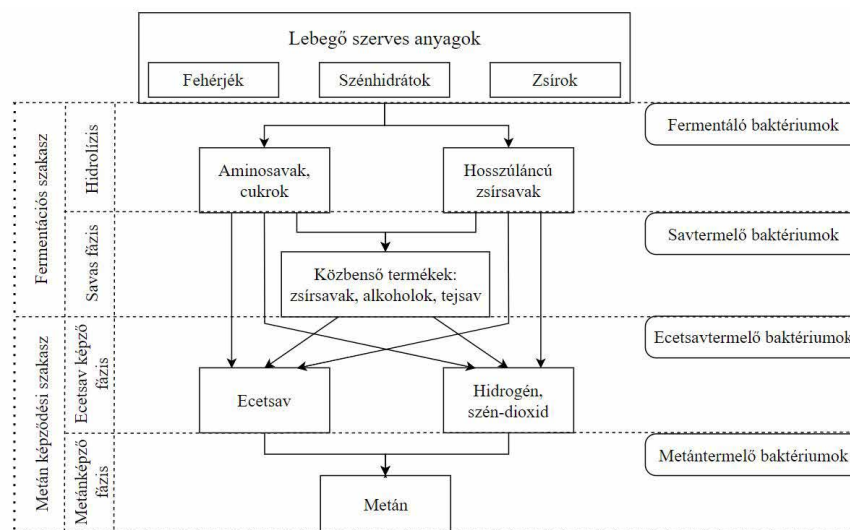 Lebegő szerves anyagok
Fehérjék
Szénhidrátok
Zsírok
Fermentációs szakasz
Hidrolízis
Fermentáló baktériumok
Aminosavak,
cukrok
Hosszúláncú
zsírsavak
Savas fázis
Savtermelő baktériumok
Közbenső termékek:
zsírsavak, alkoholok, tejsav
Metán képződési szakasz
Ecetsav képző
fázis
Ecetsavtermelő baktériumok
Ecetsav
Hidrogén,
szén-dioxid
Metánképző
fázis
Metántermelő baktériumok
Metán